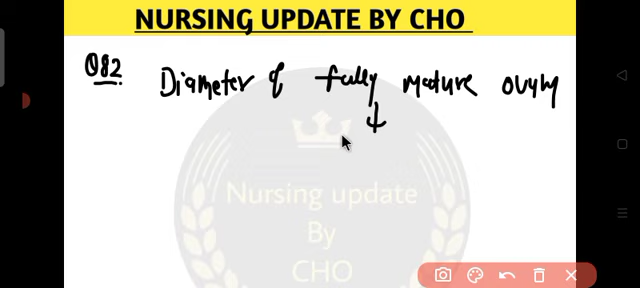 NURSING UPDATE BY CHO
Q82 Diameter of fully mature ovum
Nursing update
By
CHO